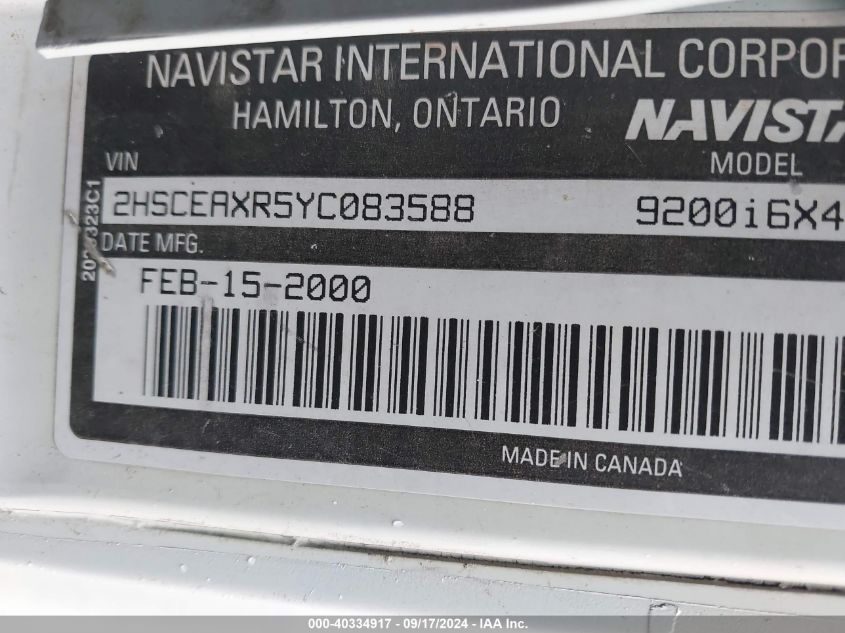 NAVISTAR INTERNATIONAL CORPOR
HAMILTON, ONTARIO
NAVISTA
VIN
MODEL
2HSCEAXR5YC083588
9200i6X4
DATE MFG.
FEB-15-2000
MADE IN CANADA
000-40334917 - 09/17/2024 - IAA Inc.